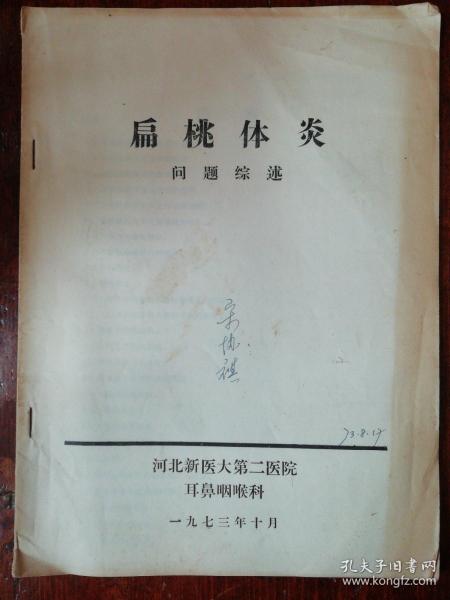 扁桃体炎
问题综述
河北新医大第二医院
耳鼻咽喉科
一九七三年十月
孔夫子旧书网
www.kongfz.com